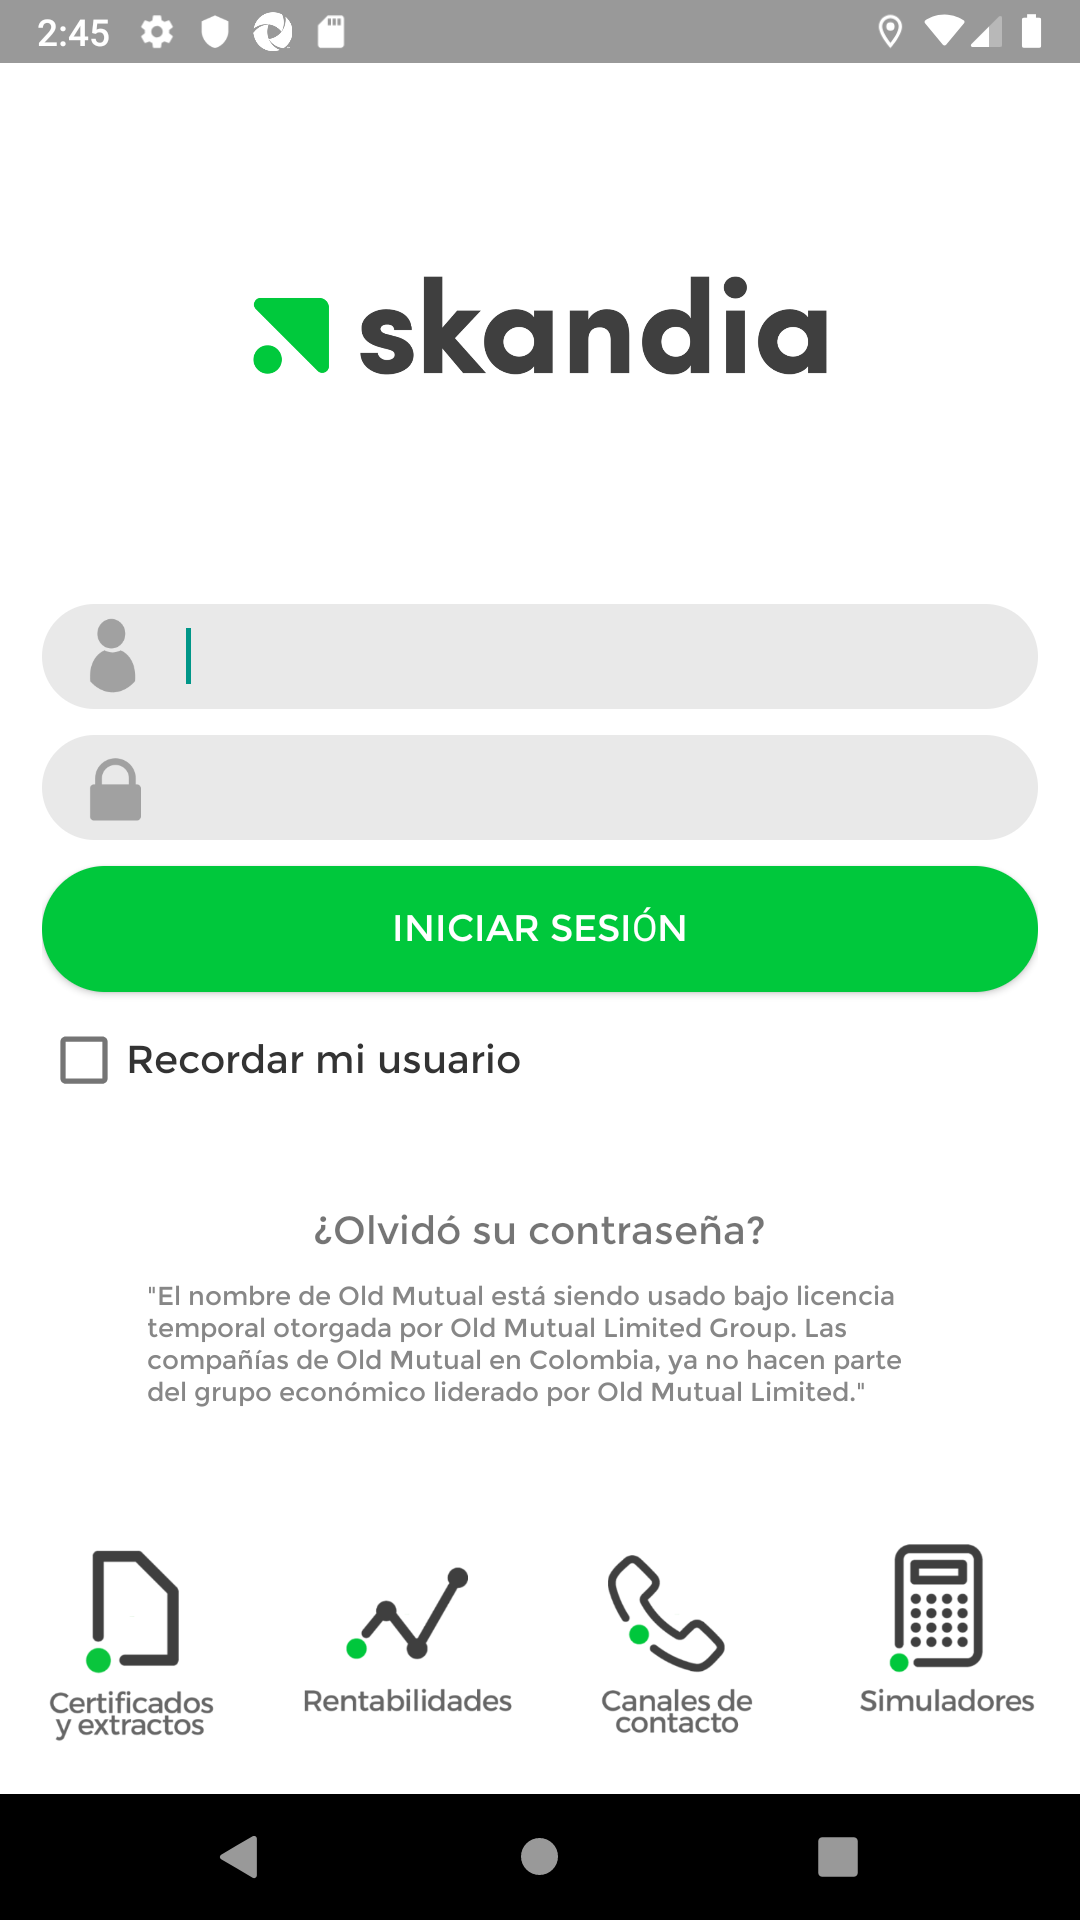 2:45
skandia
INICIAR SESIÓN
Recordar mi usuario
¿Olvidó su contraseña?
"El nombre de Old Mutual está siendo usado bajo licencia
temporal otorgada por Old Mutual Limited Group. Las
compañías de Old Mutual en Colombia, ya no hacen parte
del grupo económico liderado por Old Mutual Limited."
Certificados
y extractos
Rentabilidades
Canales de
contacto
Simuladores